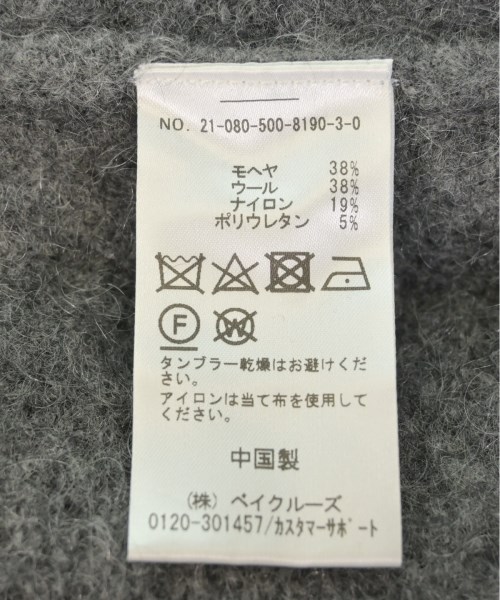 NO. 21-080-500-8190-3-0
モヘヤ 38%
ウール 38%
ナイロン 19%
ポリウレタン 5%
F W
タンブラー乾燥はお避けくだ
さい。
アイロンは当て布を使用して
ください。
中国製
(株) ベイクルーズ
0120-301457/カスタマーサポート